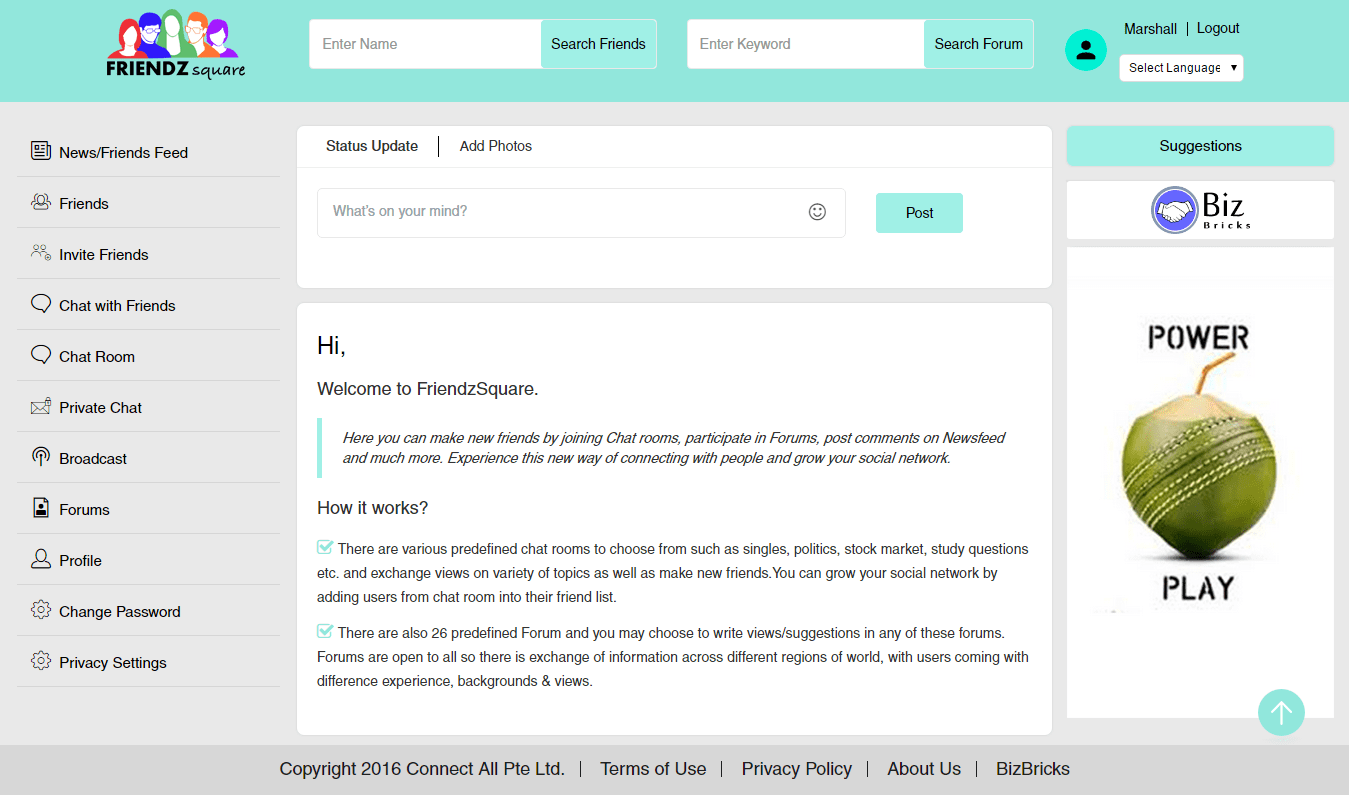 FRIENDZ square
Enter Name
Search Friends
Enter Keyword
Search Forum
Marshall | Logout
Select Language
News/Friends Feed
Friends
Invite Friends
Chat with Friends
Chat Room
Private Chat
Broadcast
Forums
Profile
Change Password
Privacy Settings
Status Update | Add Photos
What's on your mind?
Post
Hi,
Welcome to FriendzSquare.
Here you can make new friends by joining Chat rooms, participate in Forums, post comments on Newsfeed
and much more. Experience this new way of connecting with people and grow your social network.
How it works?
There are various predefined chat rooms to choose from such as singles, politics, stock market, study questions
etc. and exchange views on variety of topics as well as make new friends.You can grow your social network by
adding users from chat room into their friend list.
There are also 26 predefined Forum and you may choose to write views/suggestions in any of these forums.
Forums are open to all so there is exchange of information across different regions of world, with users coming with
difference experience, backgrounds & views.
Suggestions
Biz
Bricks
POWER
PLAY
Copyright 2016 Connect All Pte Ltd. | Terms of Use | Privacy Policy | About Us | BizBricks